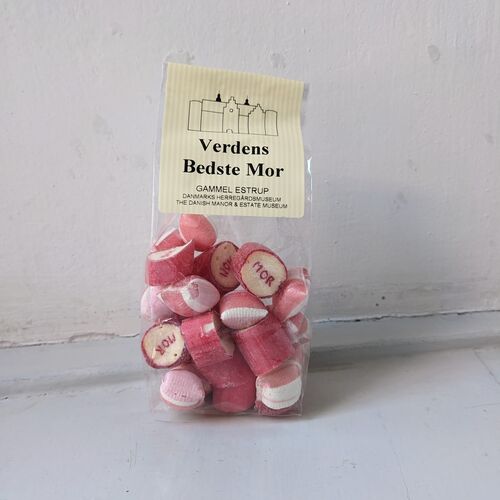 Verdens
Bedste Mor
GAMMEL ESTRUP
DANMARKS HERREGÅRDSMUSEUM
THE DANISH MANOR & ESTATE MUSEUM
MOR
MOR
MOR